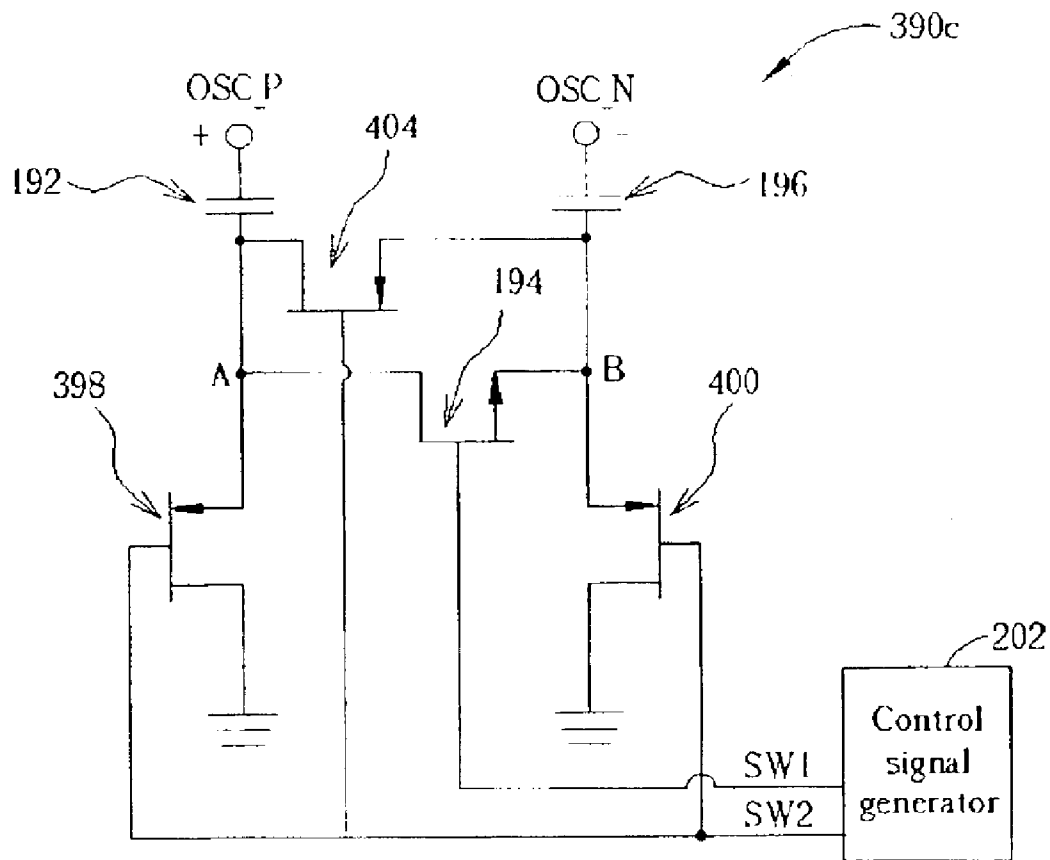 390c
OSC_P
OSC_N
+
-
404
192
196
194
A
B
398
400
202
Control
signal
generator
SW1
SW2